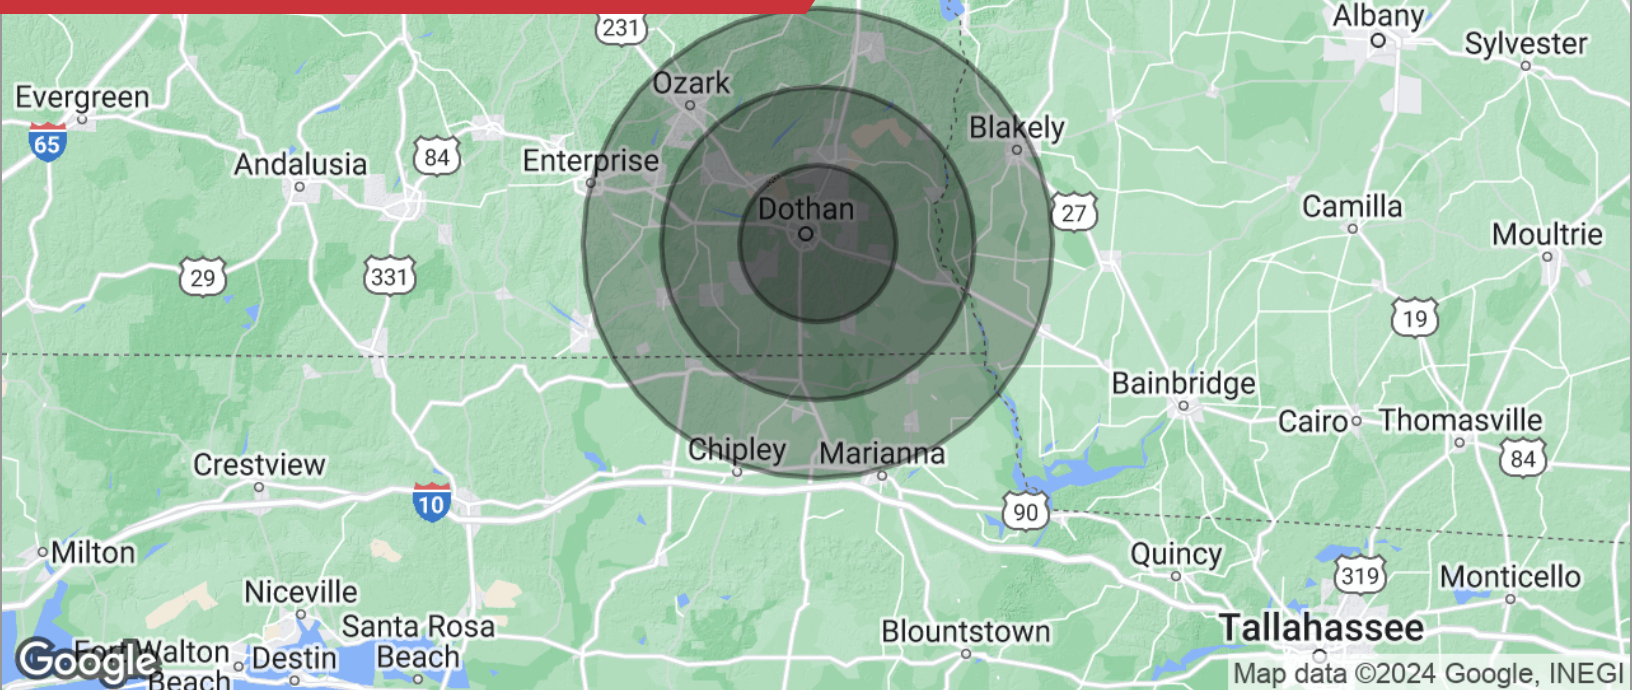 231
Albany
Sylvester
Ozark
Evergreen
65
Blakely
84
Andalusia
Enterprise
Dothan
27
Camilla
Moultrie
29
331
19
Bainbridge
Cairo
Thomasville
Chipley
Marianna
84
Crestview
10
90
Milton
Quincy
319
Monticello
Niceville
Santa Rosa
Beach
Blountstown
Tallahassee
Fort Walton
Beach
Destin
Google
Map data ©2024 Google, INEGI